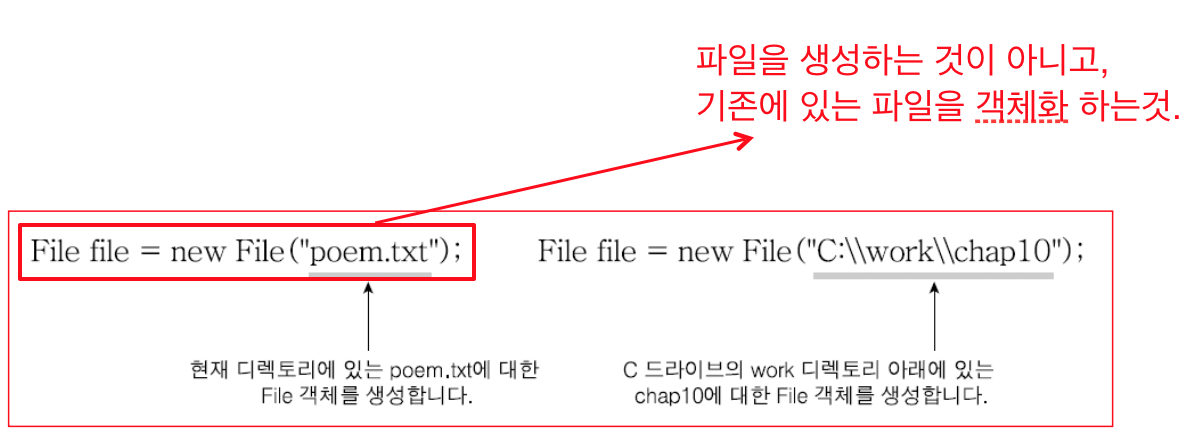 파일을 생성하는 것이 아니고,
기존에 있는 파일을 객체화 하는것.
File file = new File("poem.txt");
File file = new File("C:\\work\\chap10");
현재 디렉토리에 있는 poem.txt에 대한
File 객체를 생성합니다.
C 드라이브의 work 디렉토리 아래에 있는
chap10에 대한 File 객체를 생성합니다.